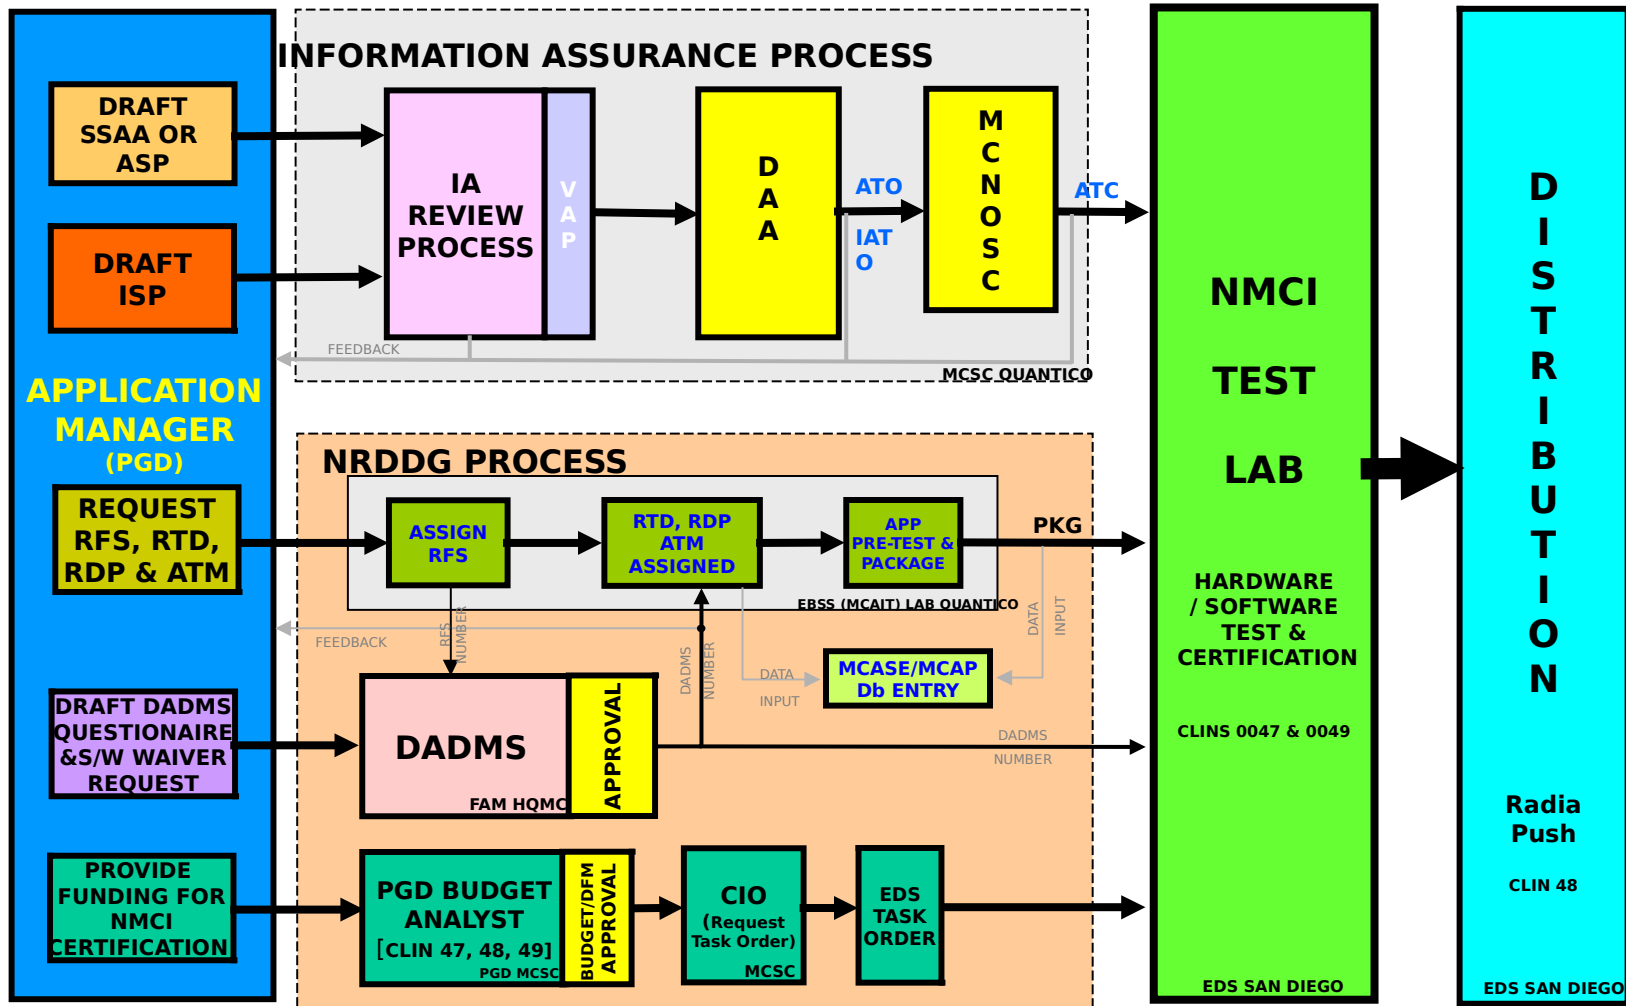 INFORMATION ASSURANCE PROCESS
DRAFT
SSAA OR
ASP
DRAFT
ISP
APPLICATION
MANAGER
(PGD)
REQUEST
RFS, RTD,
RDP & ATM
DRAFT DADMS
QUESTIONAIRE
&S/W WAIVER
REQUEST
PROVIDE
FUNDING FOR
NMCI
CERTIFICATION
IA
REVIEW
PROCESS
V
A
P
D
A
A
ATO
IAT
O
M
C
N
O
S
C
ATC
FEEDBACK
MCSC QUANTICO
NRDDG PROCESS
ASSIGN
RFS
RTD, RDP
ATM
ASSIGNED
APP
PRE-TEST &
PACKAGE
PKG
EBSS (MCAIT) LAB QUANTICO
FEEDBACK
RFS
NUMBER
DADMS
NUMBER
DATA
INPUT
DATA
INPUT
MCASE/MCAP
Db ENTRY
DADMS
FAM HQMC
APPROVAL
DADMS
NUMBER
PGD BUDGET
ANALYST
[CLIN 47, 48, 49]
PGD MCSC
BUDGET/DFM
APPROVAL
CIO
(Request
Task Order)
MCSC
EDS
TASK
ORDER
NMCI
TEST
LAB
HARDWARE
/ SOFTWARE
TEST &
CERTIFICATION
CLINS 0047 & 0049
EDS SAN DIEGO
D
I
S
T
R
I
B
U
T
I
O
N
Radia
Push
CLIN 48
EDS SAN DIEGO